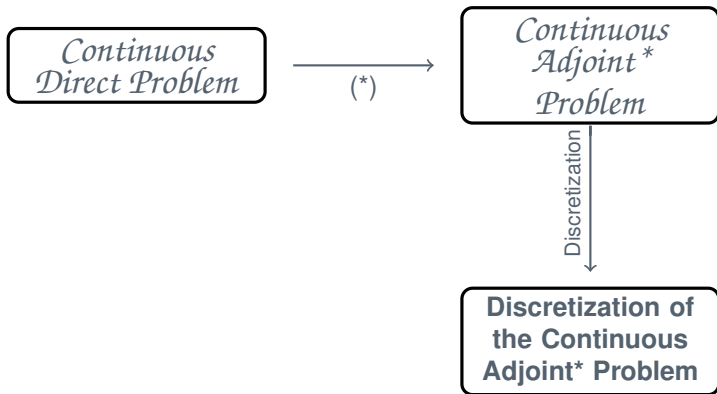 Continuous
Direct Problem
(*)
Continuous
Adjoint*
Problem
Discretization
Discretization of
the Continuous
Adjoint* Problem